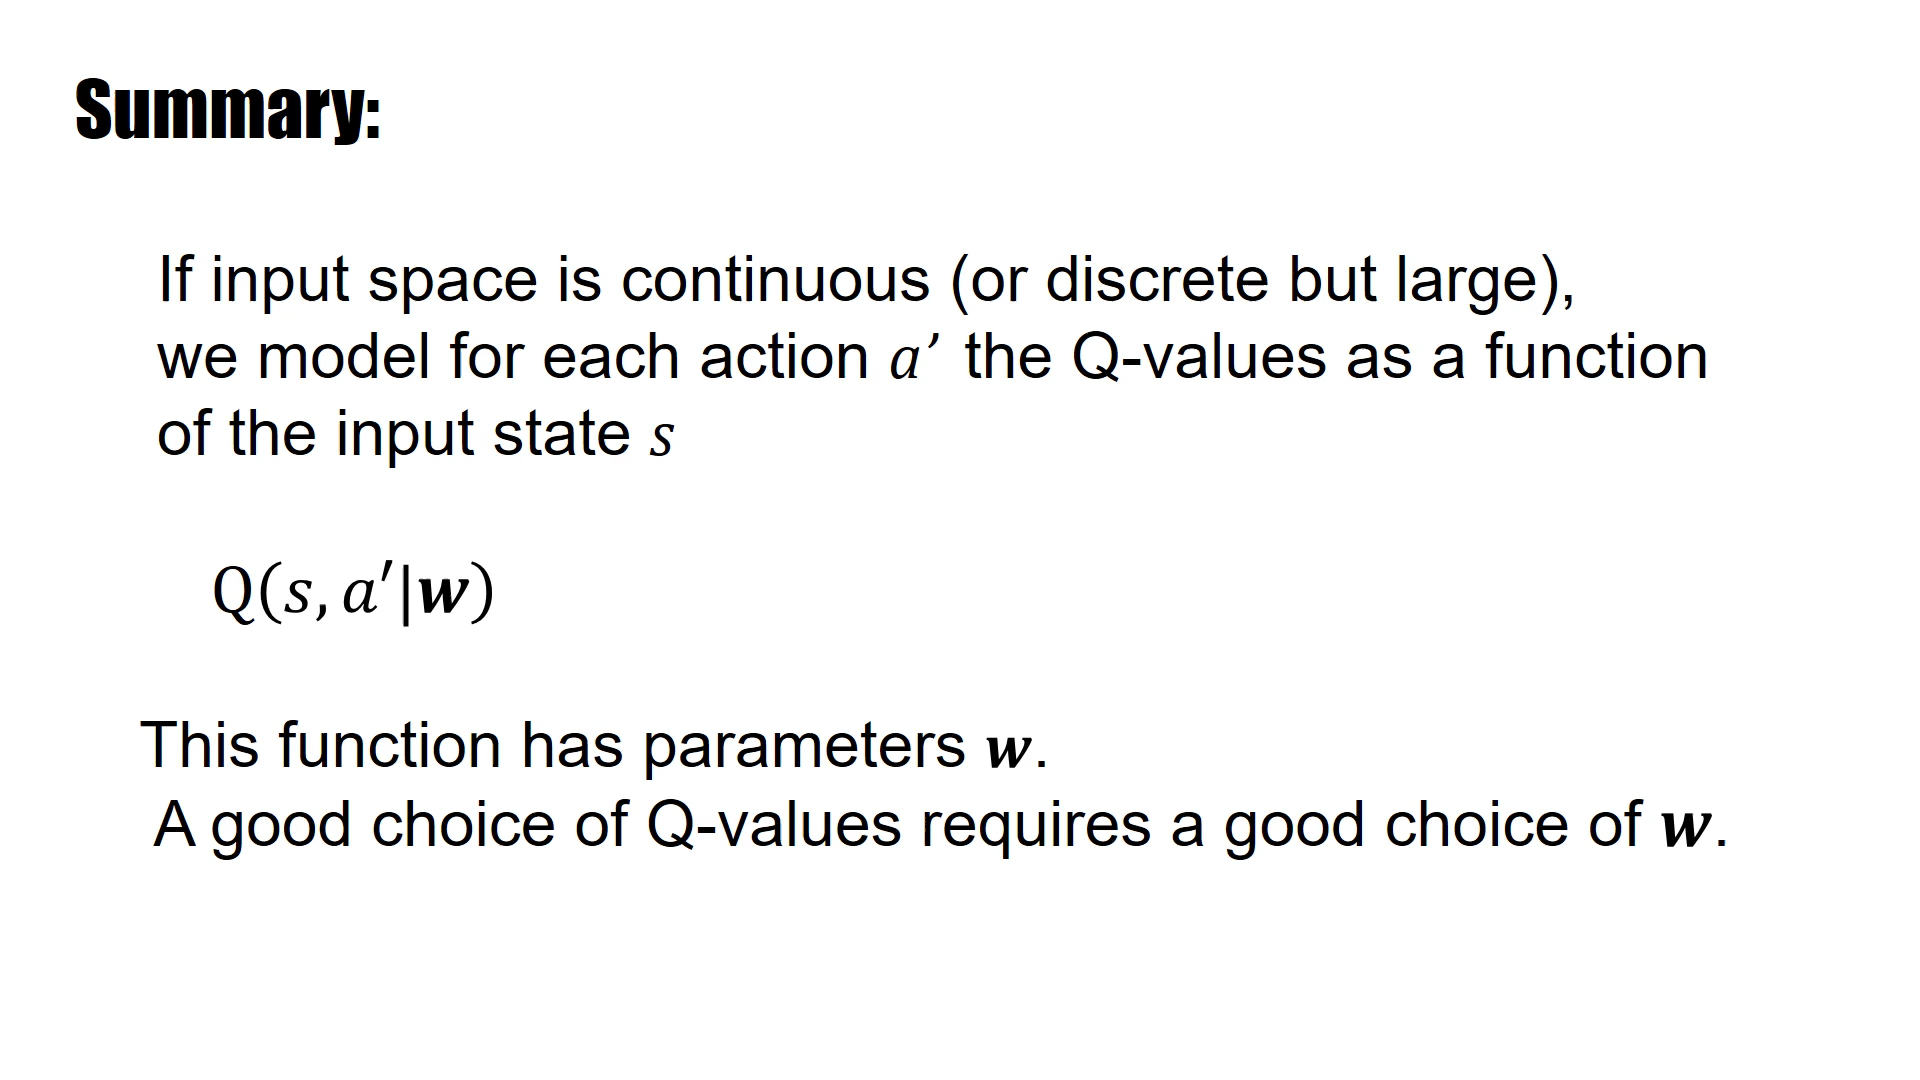 Summary:
If input space is continuous (or discrete but large),
we model for each action a’ the Q-values as a function
of the input state s
Q(s, a′|w)
This function has parameters w.
A good choice of Q-values requires a good choice of w.